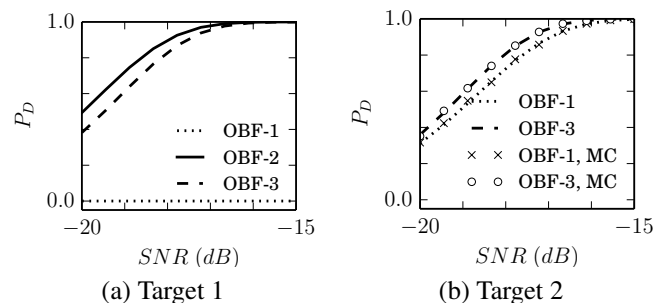 1.0
P_D
0.0
−20
−15
SNR (dB)
OBF-1
OBF-2
OBF-3
(a) Target 1
1.0
P_D
0.0
−20
−15
SNR (dB)
OBF-1
OBF-3
OBF-1, MC
OBF-3, MC
(b) Target 2